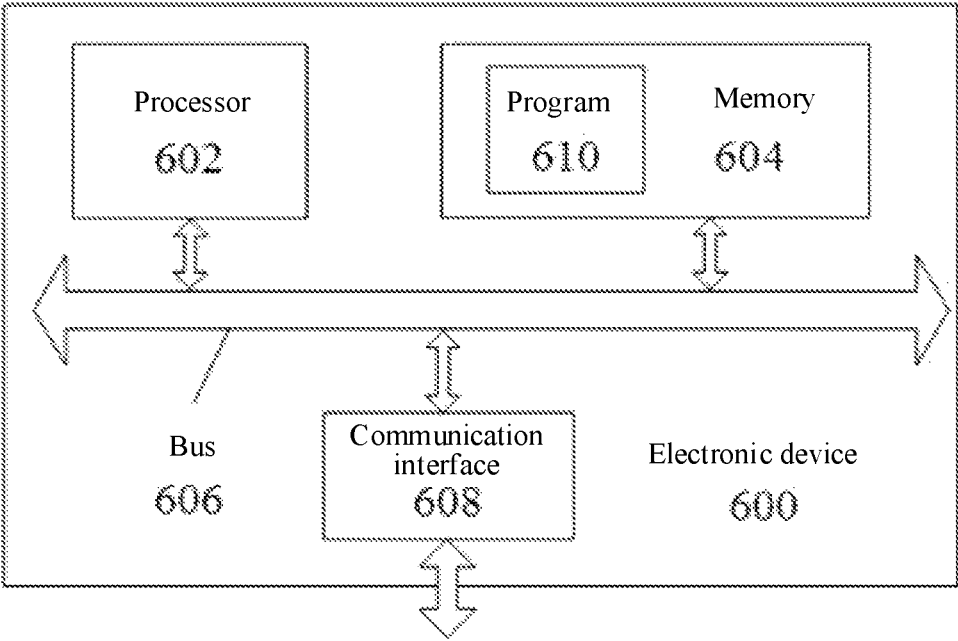 Processor
602
Program
610
Memory
604
Bus
606
Communication
interface
608
Electronic device
600